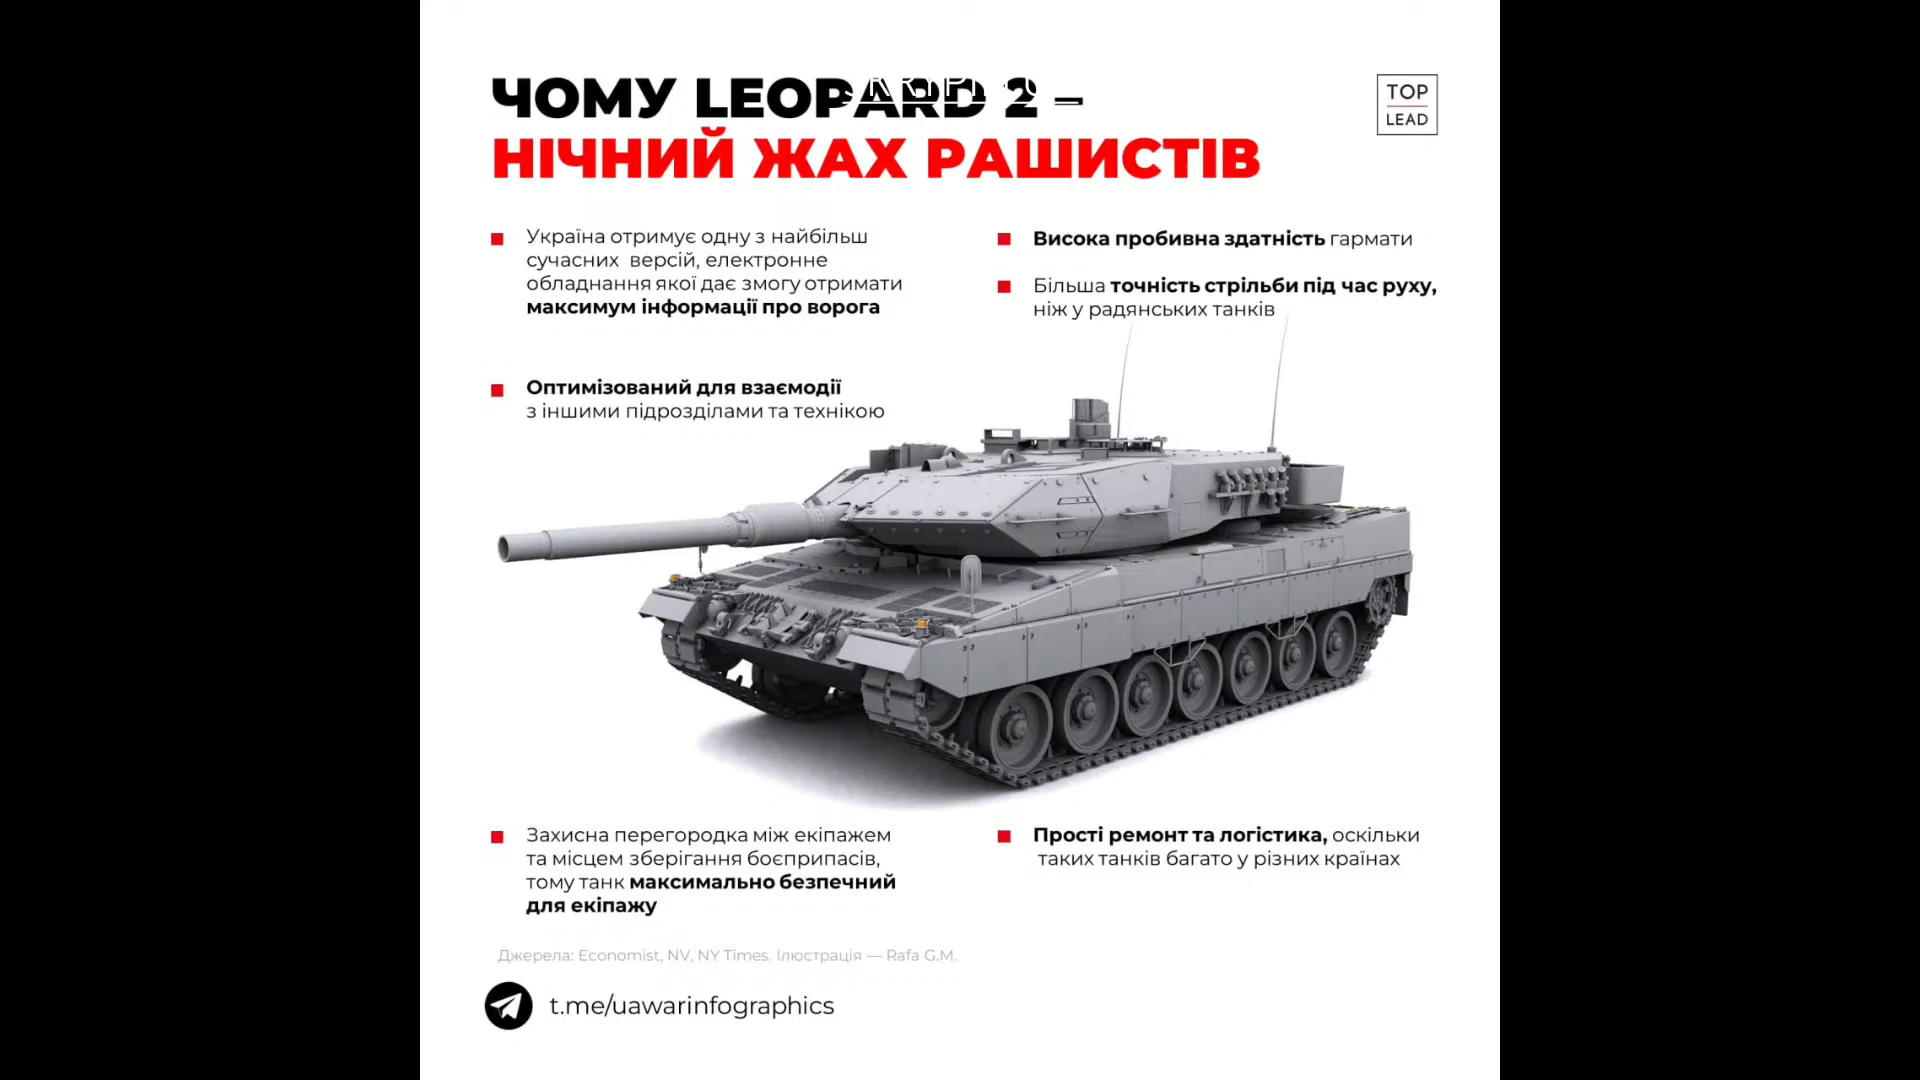 ЧОМУ LEOPARD 2 –
НІЧНИЙ ЖАХ РАШИСТІВ
TOP
LEAD
Україна отримує одну з найбільш
сучасних версій, електронне
обладнання якої дає змогу отримати
максимум інформації про ворога
Оптимізований для взаємодії
з іншими підрозділами та технікою
Висока пробивна здатність гармати
Більша точність стрільби під час руху,
ніж у радянських танків
Захисна перегородка між екіпажем
та місцем зберігання боєприпасів,
тому танк максимально безпечний
для екіпажу
Прості ремонт та логістика, оскільки
таких танків багато у різних країнах
Джерела: Economist, NV, NY Times. Ілюстрація — Rafa G.M.
t.me/uawarinfographics